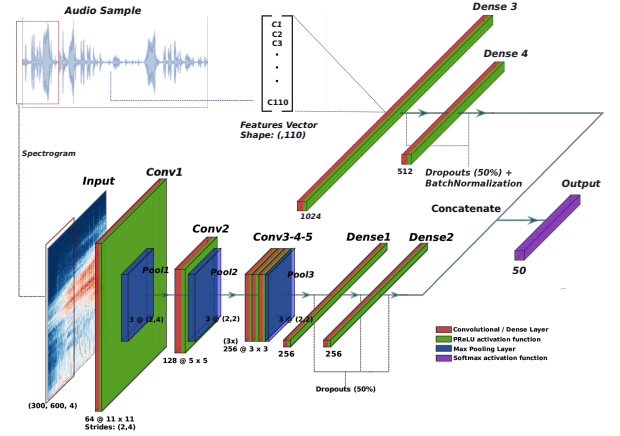 Audio Sample
Dense 3
C1
C2
C3
C110
Dense 4
Features Vector
Shape: (,110)
512
Dropouts (50%) +
BatchNormalization
Spectrogram
1024
Input
Conv1
Output
Concatenate
Conv2
Conv3-4-5
Dense1
Dense2
Pool1
Pool2
Pool3
50
3 @ (2,4)
3 @ (2,2)
3 @ (2,2)
(3x)
256 @ 3 x 3
128 @ 5 x 5
256
256
Convolutional / Dense Layer
PReLU activation function
Max Pooling Layer
Softmax activation function
Dropouts (50%)
(300, 600, 4)
64 @ 11 x 11
Strides: (2,4)